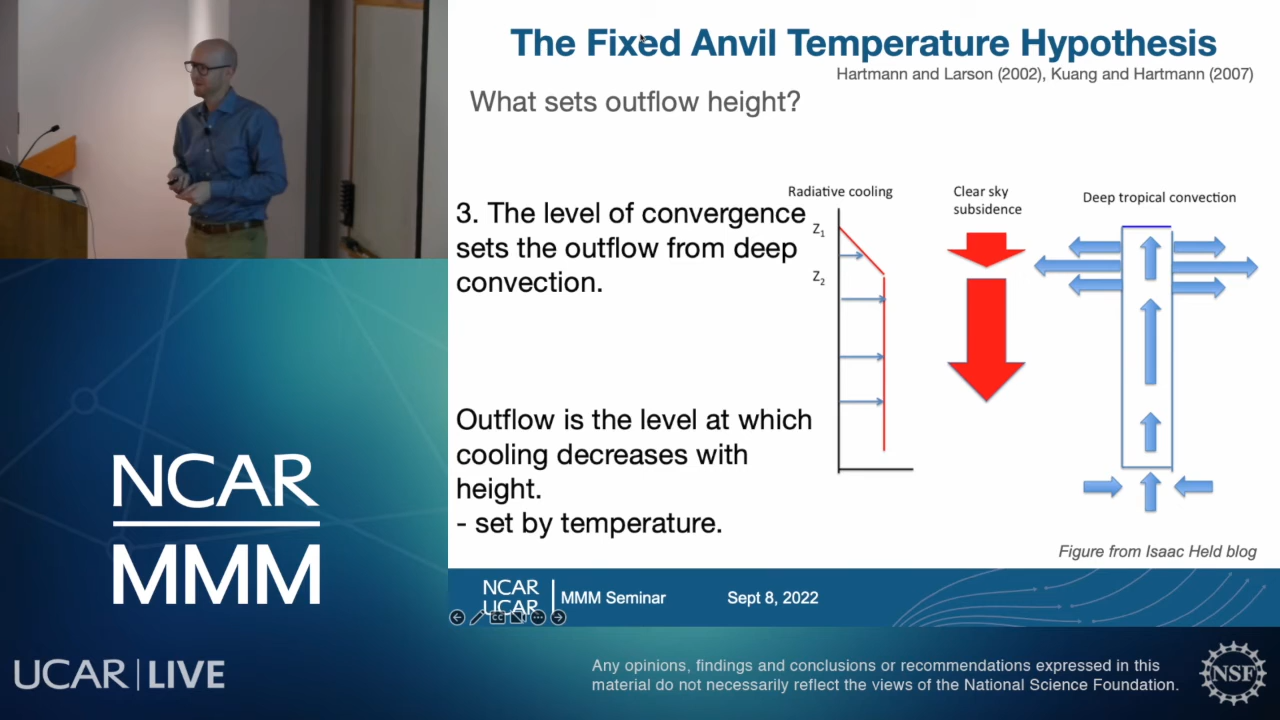 The Fixed Anvil Temperature Hypothesis
Hartmann and Larson (2002), Kuang and Hartmann (2007)
What sets outflow height?
3. The level of convergence
sets the outflow from deep
convection.
Outflow is the level at which
cooling decreases with
height.
- set by temperature.
Radiative cooling
Z1
Z2
Clear sky
subsidence
Deep tropical convection
Figure from Isaac Held blog
NCAR
UCAR
MMM Seminar
Sept 8, 2022
CC
NCAR
MMM
UCAR | LIVE
Any opinions, findings and conclusions or recommendations expressed in this
material do not necessarily reflect the views of the National Science Foundation.
NSF